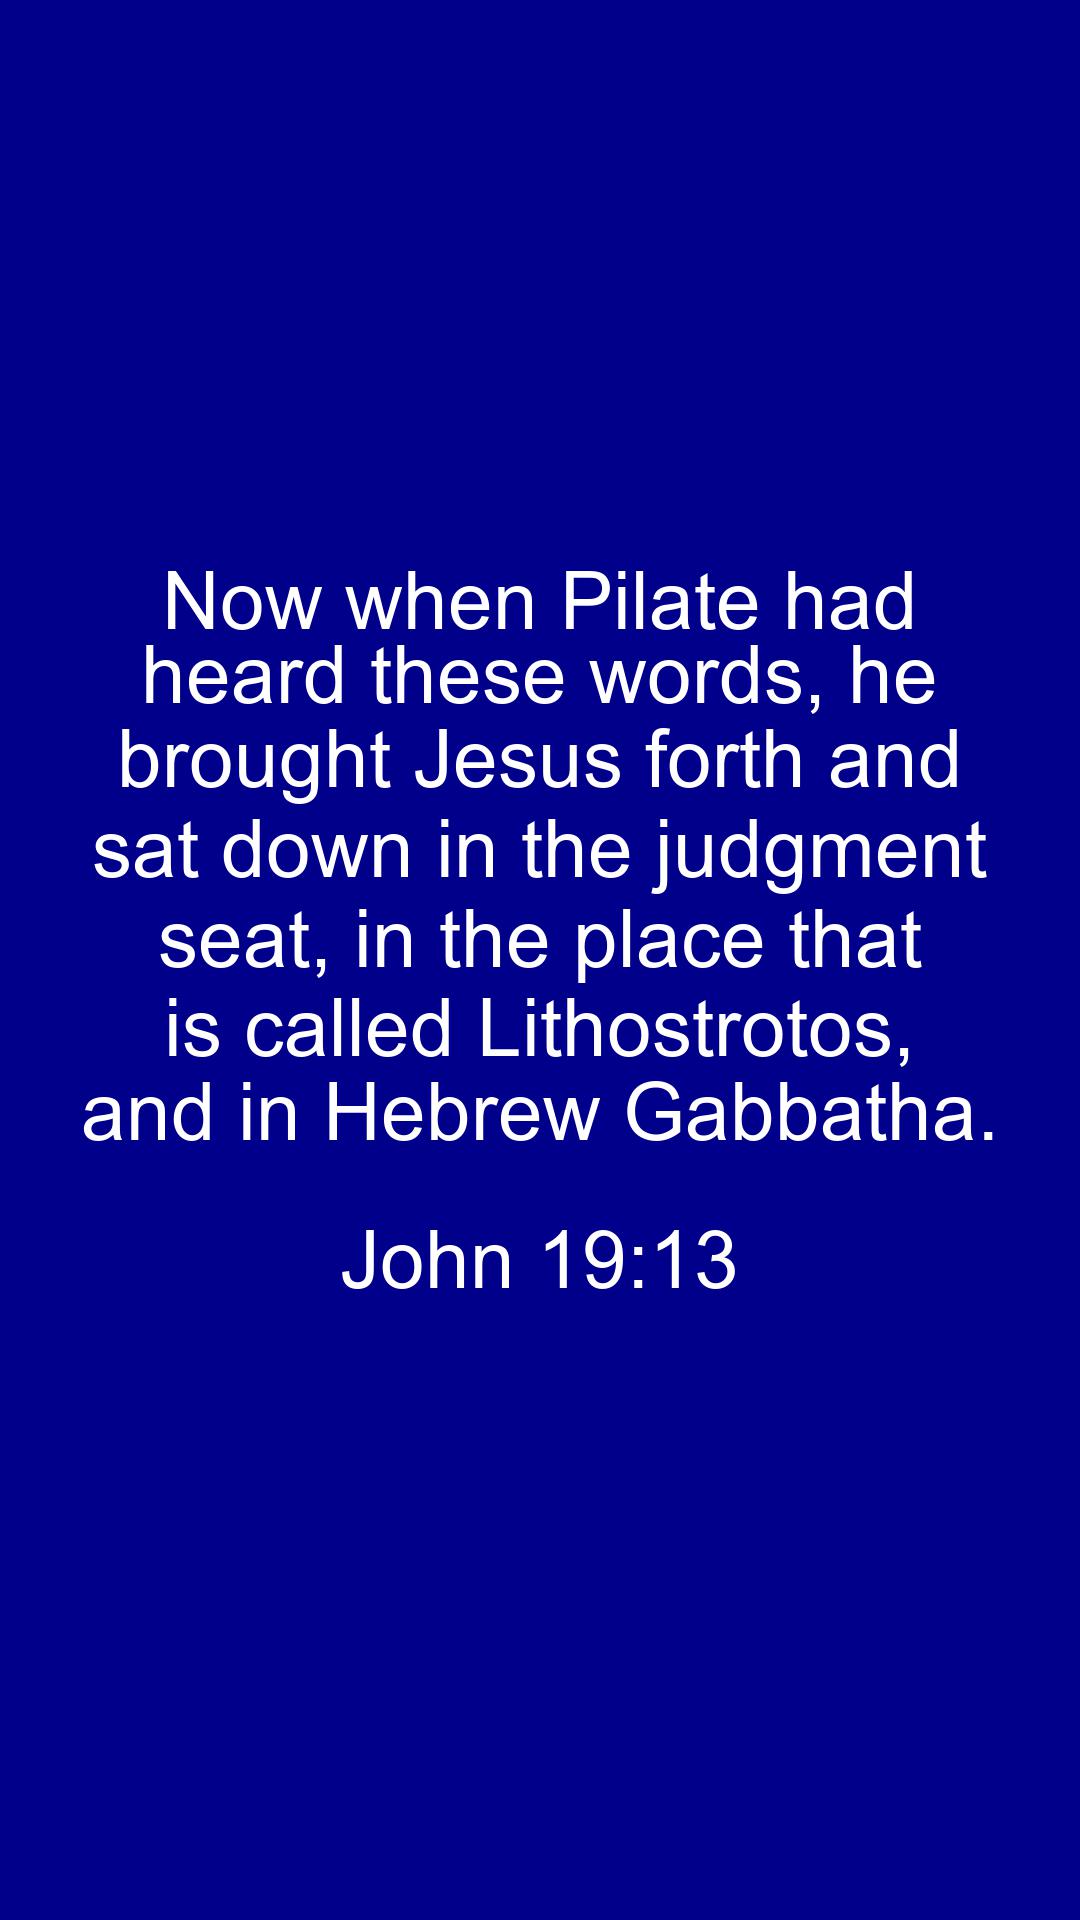 Now when Pilate had
heard these words, he
brought Jesus forth and
sat down in the judgment
seat, in the place that
is called Lithostrotos,
and in Hebrew Gabbatha.
John 19:13